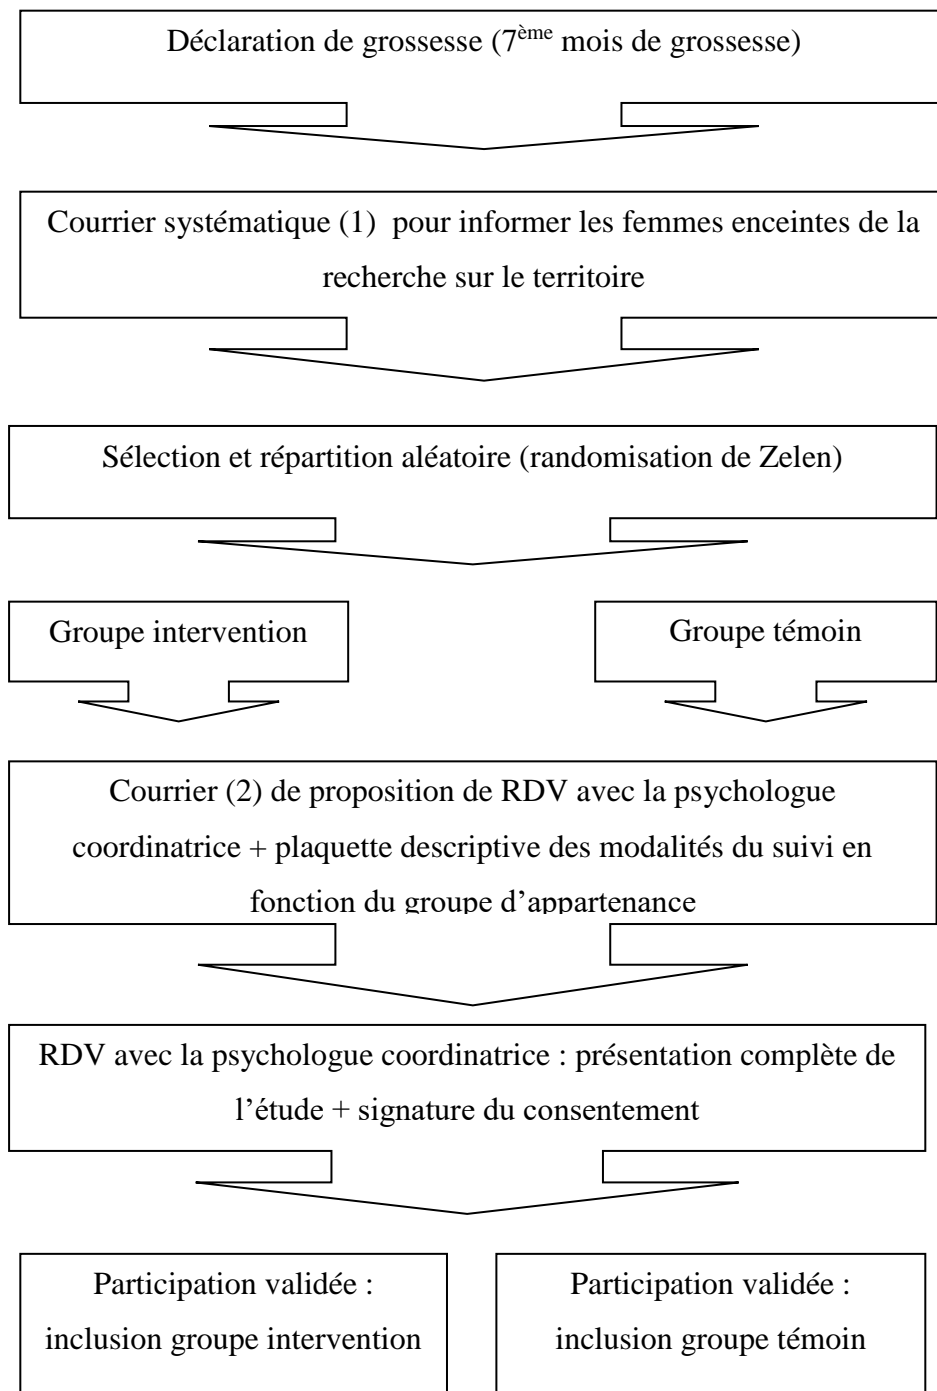 Déclaration de grossesse (7ème mois de grossesse)
Courrier systématique (1)  pour informer les femmes enceintes de la
recherche sur le territoire
Sélection et répartition aléatoire (randomisation de Zelen)
Groupe intervention
Groupe témoin
Courrier (2) de proposition de RDV avec la psychologue
coordinatrice + plaquette descriptive des modalités du suivi en
fonction du groupe d’appartenance
RDV avec la psychologue coordinatrice : présentation complète de
l’étude + signature du consentement
Participation validée :
inclusion groupe intervention
Participation validée :
inclusion groupe témoin